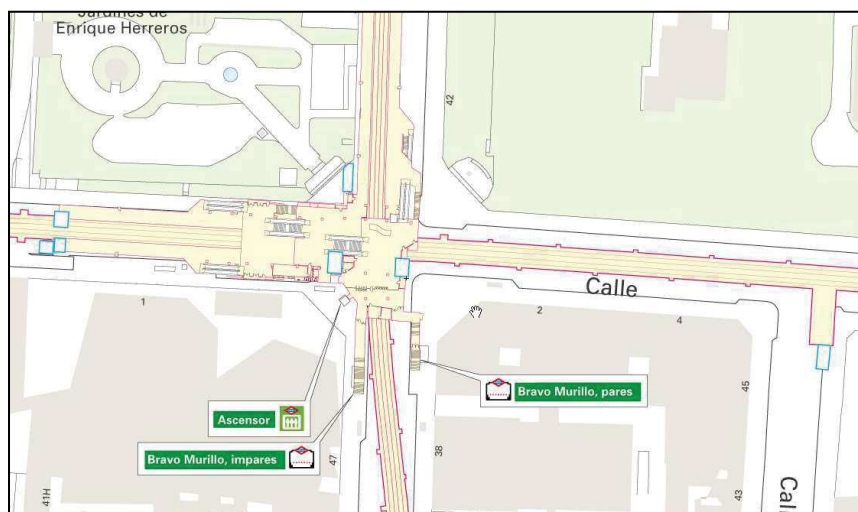 Jardines de
Enrique Herreros
42
1
Calle
2
4
45
Bravo Murillo, pares
Ascensor
Bravo Murillo, impares
47
38
41H
43
Call